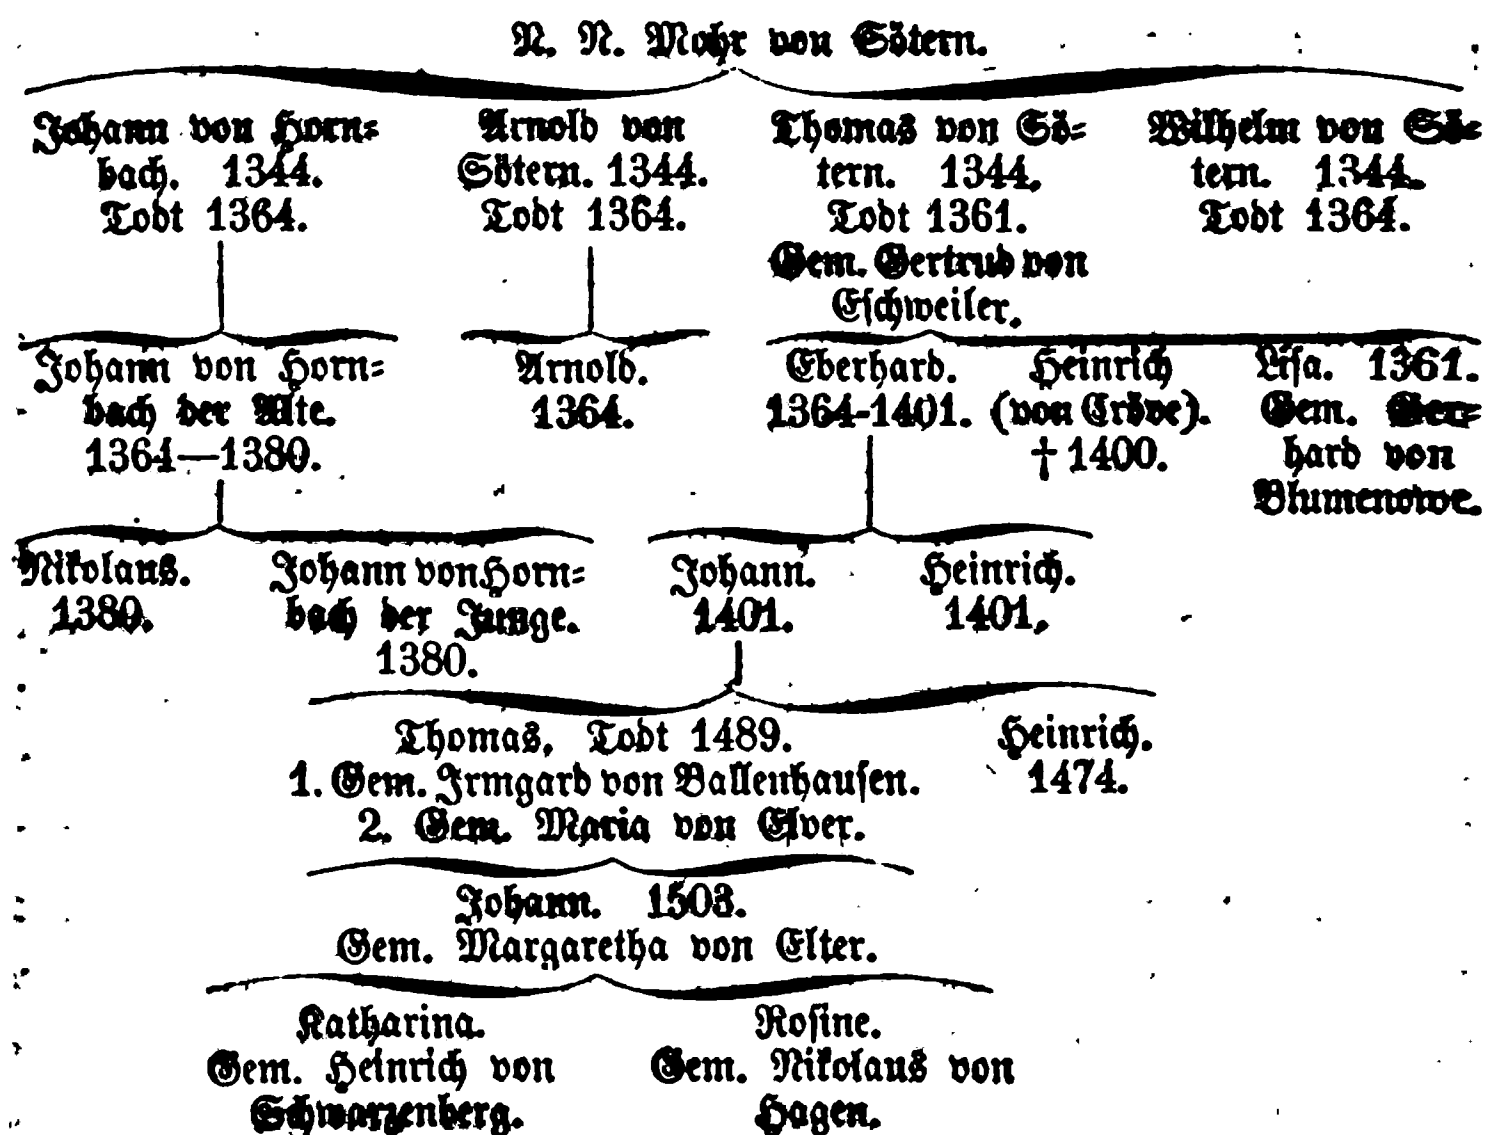 N. N. Mohr von Sötern.
Johann von Horn-
bach. 1344.
Todt 1364.
Arnold von
Sötern. 1344.
Todt 1364.
Thomas von Sö-
tern. 1344.
Todt 1361.
Gem. Gertrud von
Eschweiler.
Wilhelm von Sö-
tern. 1344.
Todt 1364.
Johann von Horn-
bach der Alte.
1364—1380.
Arnold.
1364.
Eberhard.
1364-1401.
Heinrich
(von Cröve).
† 1400.
Lisa. 1361.
Gem. Ger-
hard von
Blumenowe.
Nikolaus.
1380.
Johann von Horn-
bach der Junge.
1380.
Johann.
1401.
Heinrich.
1401.
Thomas. Todt 1489.
1. Gem. Irmgard von Ballenhausen.
2. Gem. Maria von Elver.
Heinrich.
1474.
Johann. 1503.
Gem. Margaretha von Elter.
Katharina.
Gem. Heinrich von
Schwarzenberg.
Rosine.
Gem. Nikolaus von
Hagen.